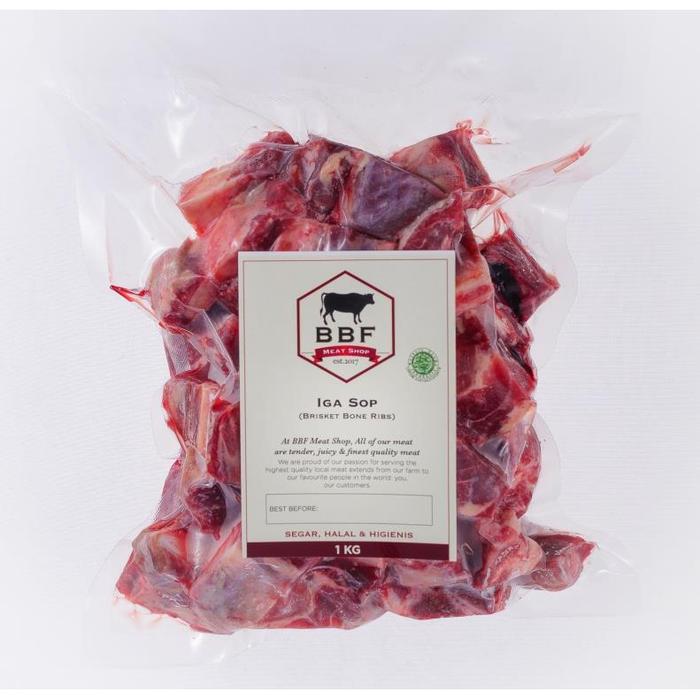 BBF
MEAT SHOP
est.2017
IGA SOP
(BRISKET BONE RIBS)
At BBF Meat Shop, All of our meat
are tender, juicy & finest quality meat
We are proud of our passion for serving the
highest quality local meat extends from our farm to
our favourite people in the world: you,
our customers.
BEST BEFORE:
SEGAR, HALAL & HIGIENIS
1 KG